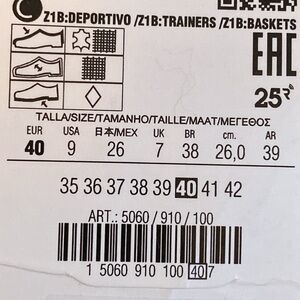 Z1B:DEPORTIVO /Z1B:TRAINERS /Z1B:BASKETS
EAC
25
TALLA/SIZE/TAMANHO/TAILLE/MAAT/ΜΕΓΕΘΟΣ
EUR USA 日本/MEX UK BR cm. AR
40 9 26 7 38 26,0 39
35 36 37 38 39 40 41 42
ART.: 5060 / 910 / 100
1 5060 910 100 40 7